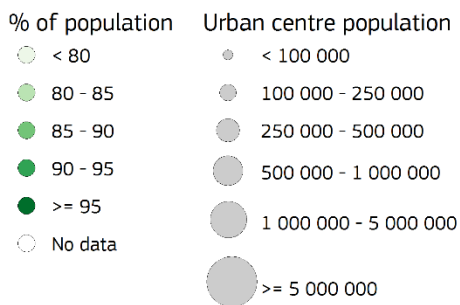 % of population
< 80
80 - 85
85 - 90
90 - 95
>= 95
No data
Urban centre population
< 100 000
100 000 - 250 000
250 000 - 500 000
500 000 - 1 000 000
1 000 000 - 5 000 000
>= 5 000 000